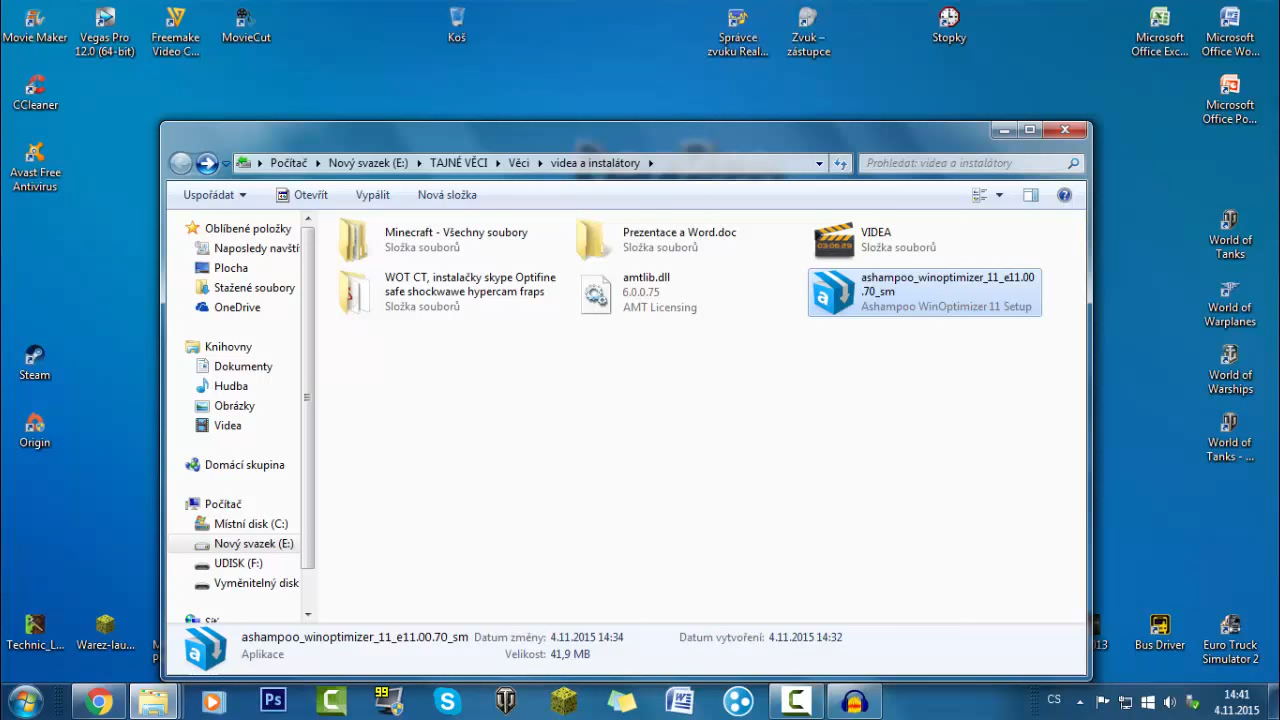 Movie Maker
Vegas Pro
12.0 (64-bit)
Freemake
Video C...
MovieCut
Koš
Správce
zvuku Real...
Zvuk –
zástupce
Stopky
Microsoft
Office Exc...
Microsoft
Office Wo...
CCleaner
Microsoft
Office Po...
Avast Free
Antivirus
Počítač
Nový svazek (E:)
TAJNÉ VĚCI
Věci
videa a instalátory
Prohledat: videa a instalátory
Uspořádat
Otevřít
Vypálit
Nová složka
Oblíbené položky
Naposledy navští
Plocha
Stažené soubory
OneDrive
Knihovny
Dokumenty
Hudba
Obrázky
Videa
Domácí skupina
Počítač
Místní disk (C:)
Nový svazek (E:)
UDISK (F:)
Vyměnitelný disk
Síť
Minecraft - Všechny soubory
Složka souborů
Prezentace a Word.doc
Složka souborů
VIDEA
Složka souborů
WOT CT, instalačky skype Optifine
safe shockwawe hypercam fraps
Složka souborů
amtlib.dll
6.0.0.75
AMT Licensing
ashampoo_winoptimizer_11_e11.00
.70_sm
Ashampoo WinOptimizer 11 Setup
World of
Tanks
World of
Warplanes
World of
Warships
World of
Tanks - ...
Steam
Origin
Technic_L...
Warez-lau...
ashampoo_winoptimizer_11_e11.00.70_sm
Datum změny: 4.11.2015 14:34
Datum vytvoření: 4.11.2015 14:32
Aplikace
Velikost: 41,9 MB
013
Bus Driver
Euro Truck
Simulator 2
Ps
99
CS
14:41
4.11.2015